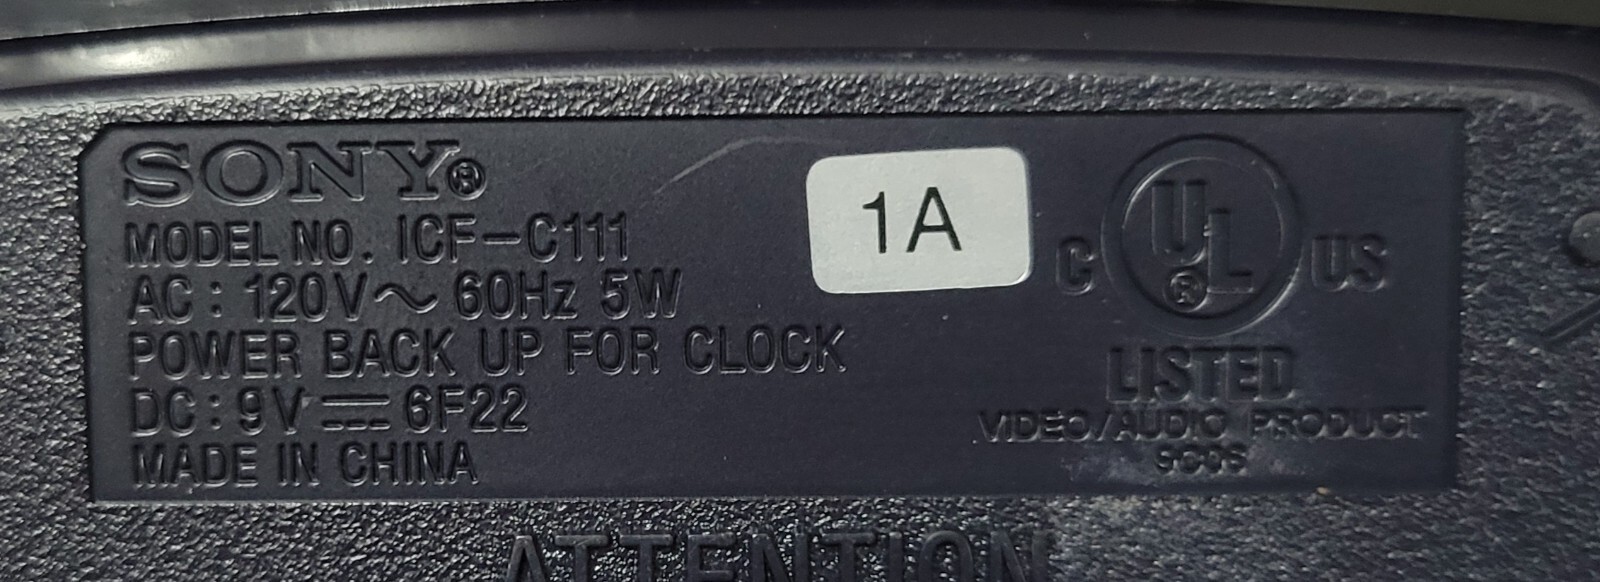 SONY®
MODEL NO. ICF-C111
AC : 120V ~ 60Hz 5W
POWER BACK UP FOR CLOCK
DC : 9V ⎓ 6F22
MADE IN CHINA
1A
C UL® US
LISTED
VIDEO/AUDIO PRODUCT
9C06
ATTENTION